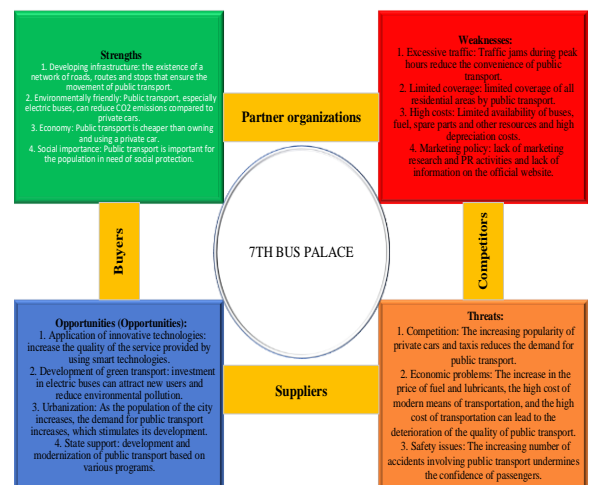 Strengths
1. Developing infrastructure: the existence of a
network of roads, routes and stops that ensure the
movement of public transport.
2. Environmentally friendly: Public transport, especially
electric buses, can reduce CO2 emissions compared to
private cars.
3. Economy: Public transport is cheaper than owning
and using a private car.
4. Social importance: Public transport is important for
the population in need of social protection.
Partner organizations
Weaknesses:
1. Excessive traffic: Traffic jams during peak
hours reduce the convenience of public
transport.
2. Limited coverage: limited coverage of all
residential areas by public transport.
3. High costs: Limited availability of buses,
fuel, spare parts and other resources and high
depreciation costs.
4. Marketing policy: lack of marketing
research and PR activities and lack of
information on the official website.
Buyers
7TH BUS PALACE
Competitors
Opportunities (Opportunities):
1. Application of innovative technologies:
increase the quality of the service provided by
using smart technologies.
2. Development of green transport: investment
in electric buses can attract new users and
reduce environmental pollution.
3. Urbanization: As the population of the city
increases, the demand for public transport
increases, which stimulates its development.
4. State support: development and
modernization of public transport based on
various programs.
Suppliers
Threats:
1. Competition: The increasing popularity of
private cars and taxis reduces the demand for
public transport.
2. Economic problems: The increase in the
price of fuel and lubricants, the high cost of
modern means of transportation, and the high
cost of transportation can lead to the
deterioration of the quality of public transport.
3. Safety issues: The increasing number of
accidents involving public transport undermines
the confidence of passengers.